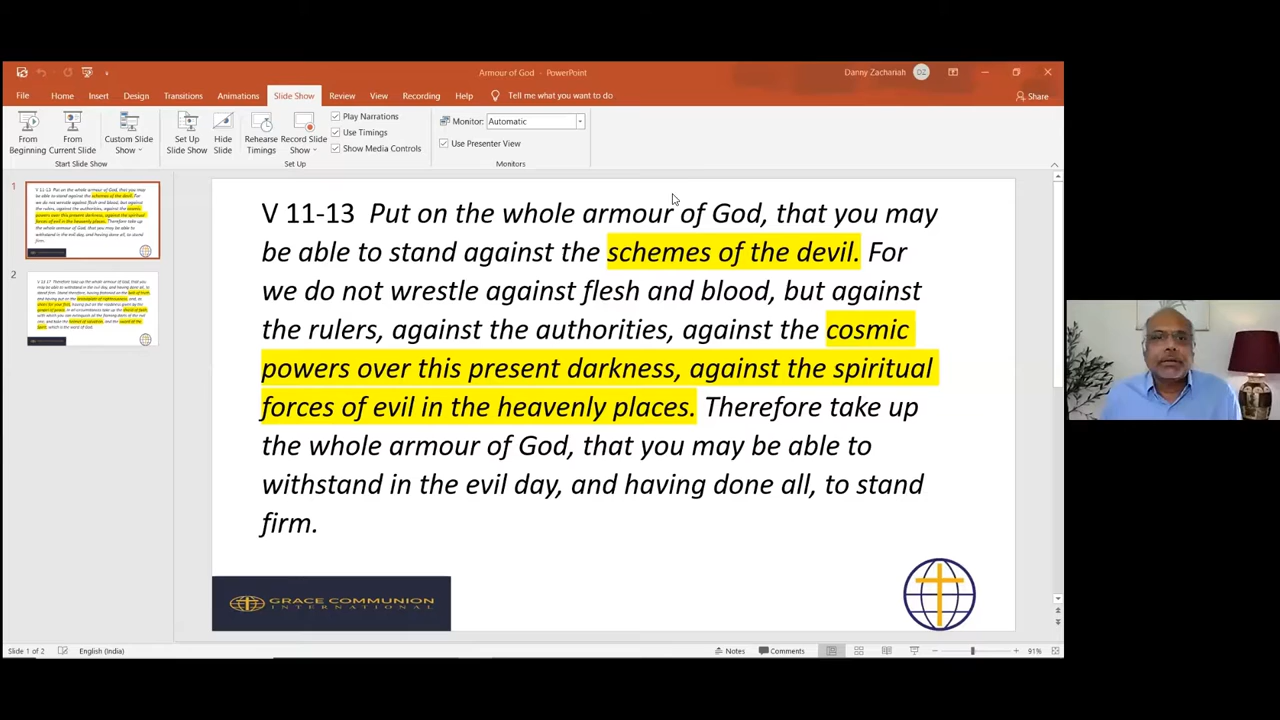 Armour of God - PowerPoint
Danny Zachariah DZ
File Home Insert Design Transitions Animations Slide Show Review View Recording Help Tell me what you want to do Share
From Beginning
From Current Slide
Custom Slide Show
Start Slide Show
Set Up Slide Show
Hide Slide
Rehearse Timings
Record Slide Show
Play Narrations
Use Timings
Show Media Controls
Set Up
Monitor: Automatic
Use Presenter View
Monitors
1
2
V 11-13 Put on the whole armour of God, that you may
be able to stand against the schemes of the devil. For
we do not wrestle against flesh and blood, but against
the rulers, against the authorities, against the cosmic
powers over this present darkness, against the spiritual
forces of evil in the heavenly places. Therefore take up
the whole armour of God, that you may be able to
withstand in the evil day, and having done all, to stand
firm.
GRACE COMMUNION
INTERNATIONAL
Slide 1 of 2 English (India) Notes Comments 91%